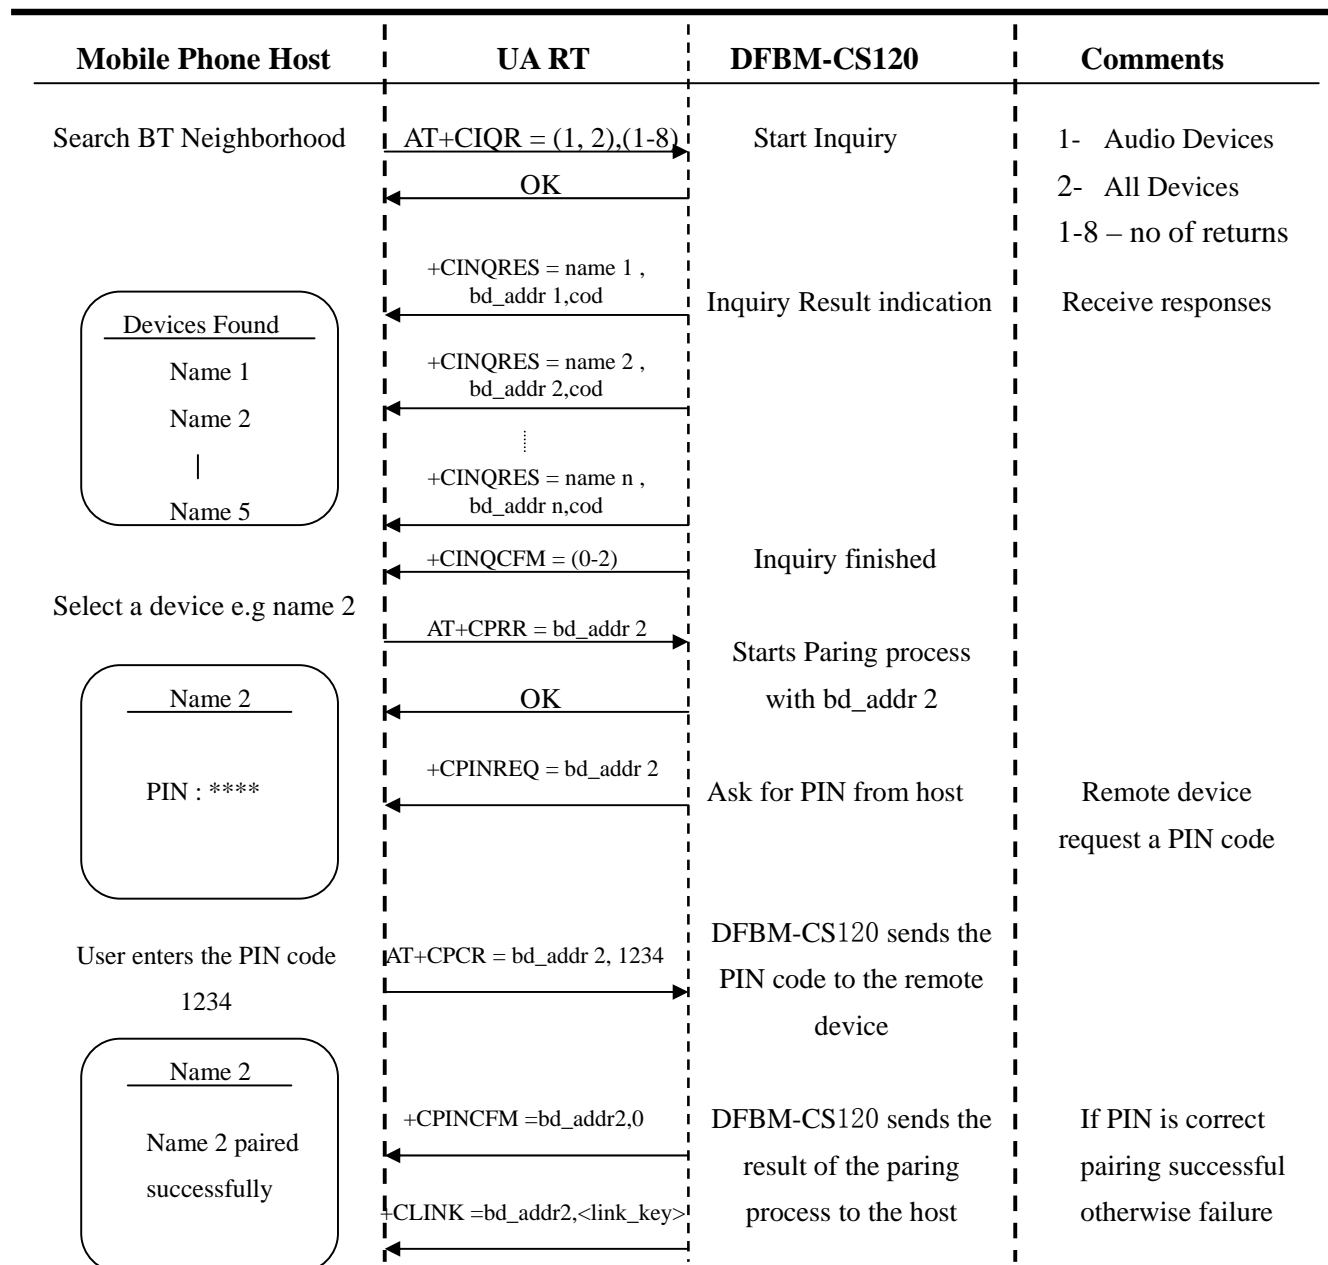 Mobile Phone Host UA RT DFBM-CS120 Comments
Search BT Neighborhood AT+CIQR = (1, 2),(1-8) Start Inquiry 1- Audio Devices
OK 2- All Devices
1-8 – no of returns
+CINQRES = name 1 ,
bd_addr 1,cod Inquiry Result indication Receive responses
Devices Found
Name 1
Name 2
Name 5
+CINQRES = name 2 ,
bd_addr 2,cod
+CINQRES = name n ,
bd_addr n,cod
+CINQCFM = (0-2) Inquiry finished
Select a device e.g name 2
AT+CPRR = bd_addr 2
Starts Paring process
with bd_addr 2
Name 2
OK
PIN : ****
+CPINREQ = bd_addr 2
Ask for PIN from host
Remote device
request a PIN code
User enters the PIN code
1234
AT+CPCR = bd_addr 2, 1234
DFBM-CS120 sends the
PIN code to the remote
device
Name 2
Name 2 paired
successfully
+CPINCFM =bd_addr2,0
+CLINK =bd_addr2,<link_key>
DFBM-CS120 sends the
result of the paring
process to the host
If PIN is correct
pairing successful
otherwise failure